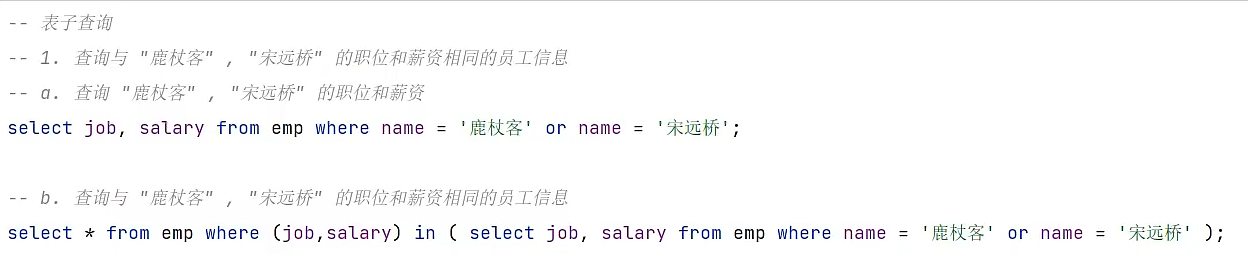 -- 表子查询
-- 1. 查询与 "鹿杖客" , "宋远桥" 的职位和薪资相同的员工信息
-- a. 查询 "鹿杖客" , "宋远桥" 的职位和薪资
select job, salary from emp where name = '鹿杖客' or name = '宋远桥';
-- b. 查询与 "鹿杖客" , "宋远桥" 的职位和薪资相同的员工信息
select * from emp where (job,salary) in ( select job, salary from emp where name = '鹿杖客' or name = '宋远桥' );